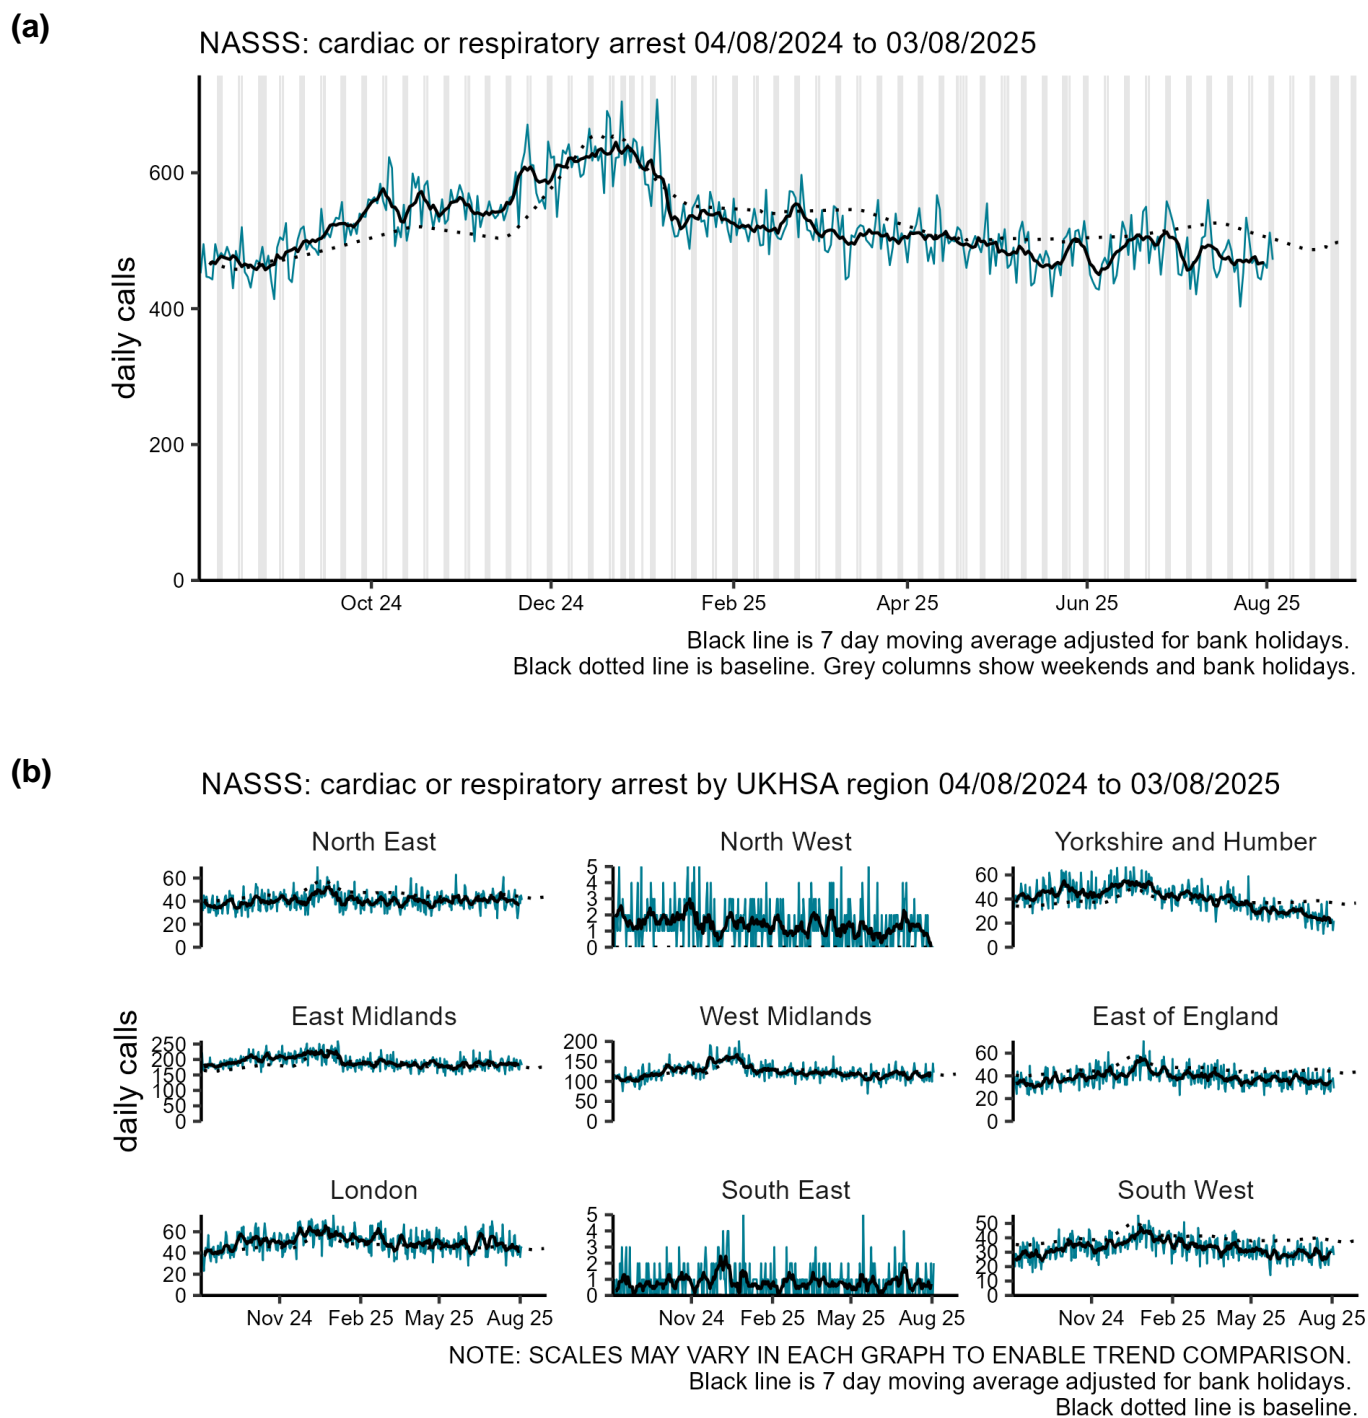 (a)
NASSS: cardiac or respiratory arrest 04/08/2024 to 03/08/2025
daily calls
600
400
200
0
Oct 24 Dec 24 Feb 25 Apr 25 Jun 25 Aug 25
Black line is 7 day moving average adjusted for bank holidays.
Black dotted line is baseline. Grey columns show weekends and bank holidays.
(b)
NASSS: cardiac or respiratory arrest by UKHSA region 04/08/2024 to 03/08/2025
daily calls
North East
60
40
20
0
North West
5
4
3
2
1
0
Yorkshire and Humber
60
40
20
0
East Midlands
250
200
150
100
50
0
West Midlands
200
150
100
50
0
East of England
60
40
20
0
London
60
40
20
0
South East
5
4
3
2
1
0
South West
50
40
30
20
10
0
Nov 24 Feb 25 May 25 Aug 25
Nov 24 Feb 25 May 25 Aug 25
Nov 24 Feb 25 May 25 Aug 25
NOTE: SCALES MAY VARY IN EACH GRAPH TO ENABLE TREND COMPARISON.
Black line is 7 day moving average adjusted for bank holidays.
Black dotted line is baseline.